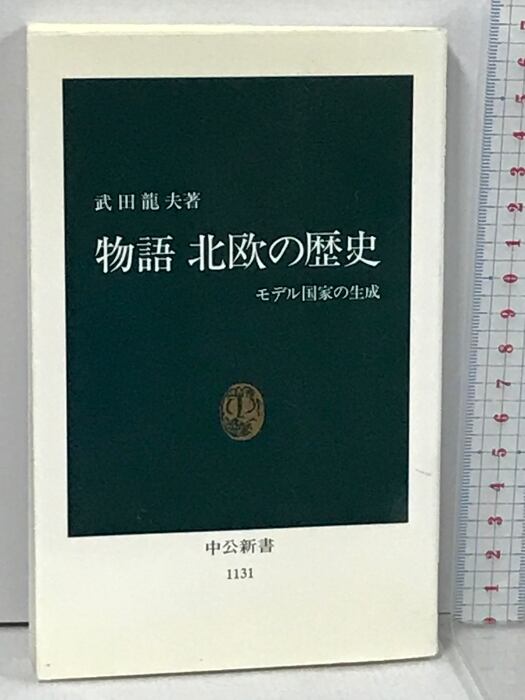 武田龍夫著
物語 北欧の歴史
モデル国家の生成
中公新書
1131